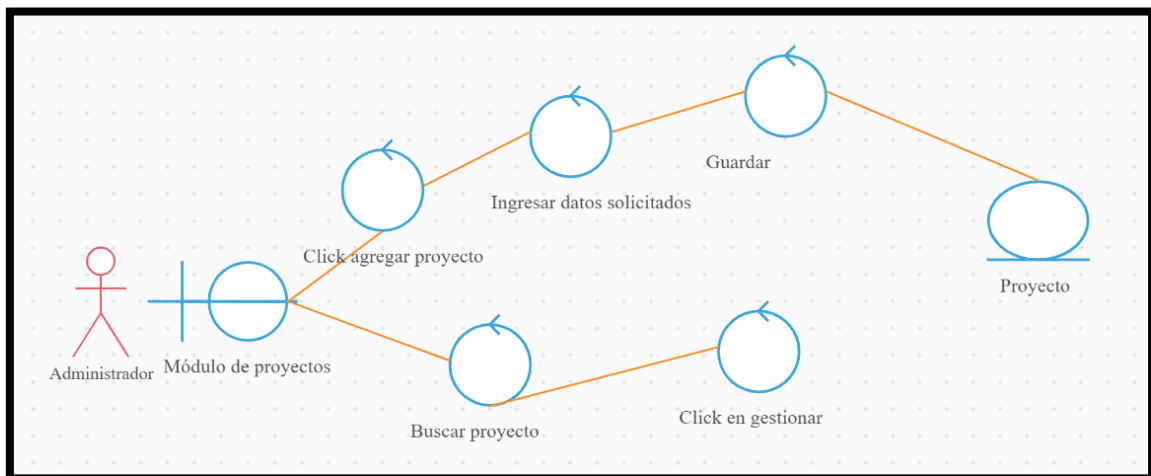 Guardar
Ingresar datos solicitados
Click agregar proyecto
Proyecto
Administrador
Módulo de proyectos
Buscar proyecto
Click en gestionar